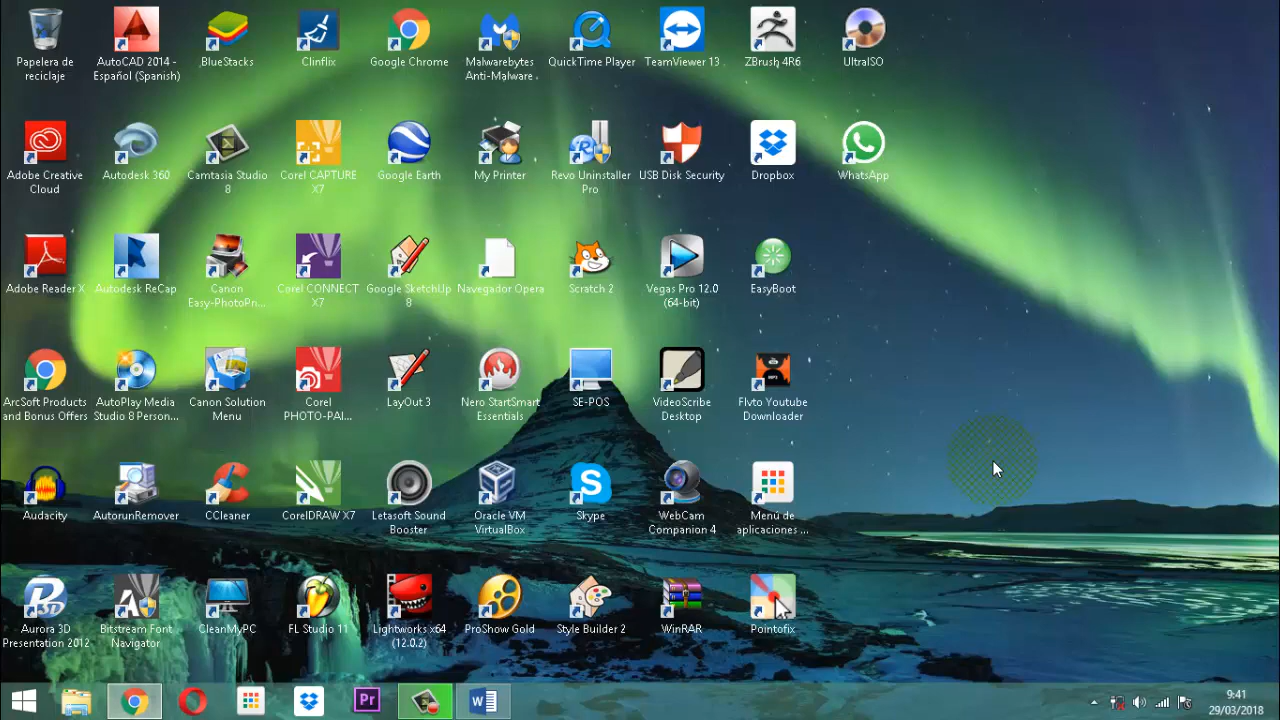 Papelera de
reciclaje
AutoCAD 2014 -
Español (Spanish)
BlueStacks
Clinflix
Google Chrome
Malwarebytes
Anti-Malware
QuickTime Player
TeamViewer 13
ZBrush 4R6
UltraISO
Adobe Creative
Cloud
Autodesk 360
Camtasia Studio
8
Corel CAPTURE
X7
Google Earth
My Printer
Revo Uninstaller
Pro
USB Disk Security
Dropbox
WhatsApp
Adobe Reader X
Autodesk ReCap
Canon
Easy-PhotoPri...
Corel CONNECT
X7
Google SketchUp
8
Navegador Opera
Scratch 2
Vegas Pro 12.0
(64-bit)
EasyBoot
ArcSoft Products
and Bonus Offers
AutoPlay Media
Studio 8 Person...
Canon Solution
Menu
Corel
PHOTO-PAI...
LayOut 3
Nero StartSmart
Essentials
SE-POS
VideoScribe
Desktop
Flvto Youtube
Downloader
Audacity
AutorunRemover
CCleaner
CorelDRAW X7
Letasoft Sound
Booster
Oracle VM
VirtualBox
Skype
WebCam
Companion 4
Menú de
aplicaciones ...
Aurora 3D
Presentation 2012
Bitstream Font
Navigator
CleanMyPC
FL Studio 11
Lightworks x64
(12.0.2)
ProShow Gold
Style Builder 2
WinRAR
Pointofix
Pr
9:41
29/03/2018